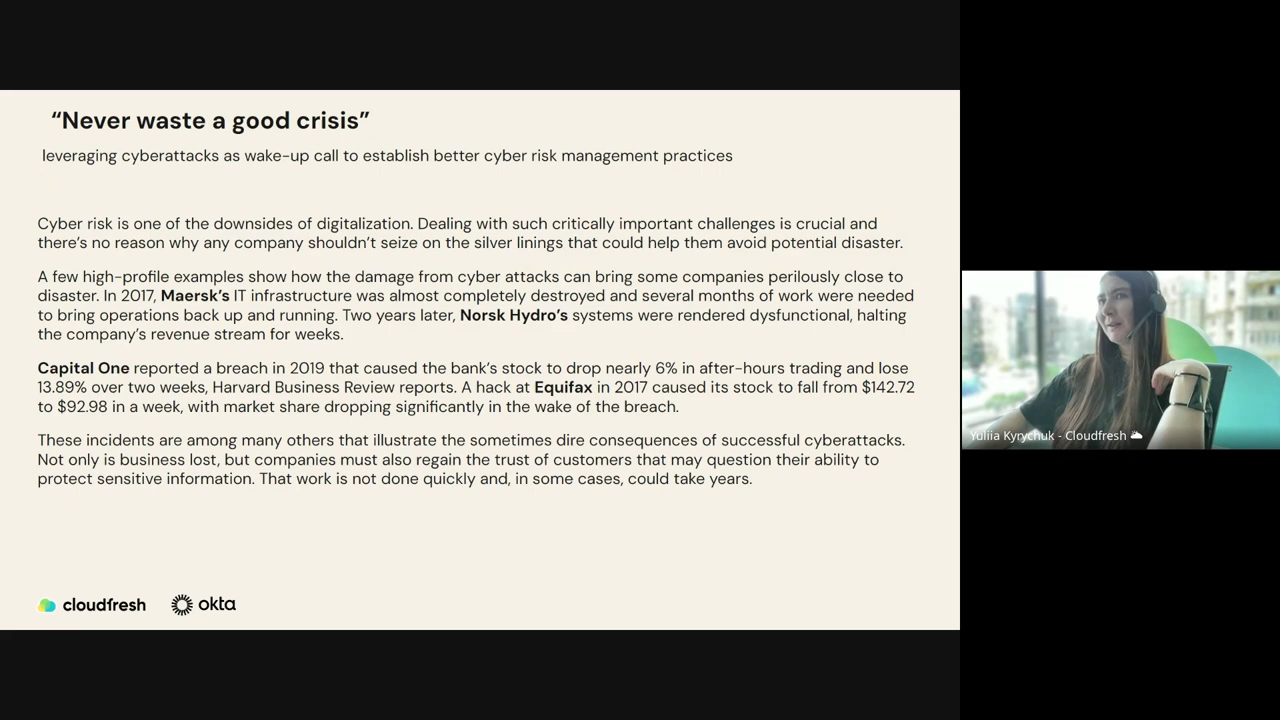 “Never waste a good crisis”
leveraging cyberattacks as wake-up call to establish better cyber risk management practices
Cyber risk is one of the downsides of digitalization. Dealing with such critically important challenges is crucial and
there’s no reason why any company shouldn’t seize on the silver linings that could help them avoid potential disaster.
A few high-profile examples show how the damage from cyber attacks can bring some companies perilously close to
disaster. In 2017, Maersk’s IT infrastructure was almost completely destroyed and several months of work were needed
to bring operations back up and running. Two years later, Norsk Hydro’s systems were rendered dysfunctional, halting
the company’s revenue stream for weeks.
Capital One reported a breach in 2019 that caused the bank’s stock to drop nearly 6% in after-hours trading and lose
13.89% over two weeks, Harvard Business Review reports. A hack at Equifax in 2017 caused its stock to fall from $142.72
to $92.98 in a week, with market share dropping significantly in the wake of the breach.
These incidents are among many others that illustrate the sometimes dire consequences of successful cyberattacks.
Not only is business lost, but companies must also regain the trust of customers that may question their ability to
protect sensitive information. That work is not done quickly and, in some cases, could take years.
cloudfresh okta
Yuliia Kyrychuk - Cloudfresh 🌥️